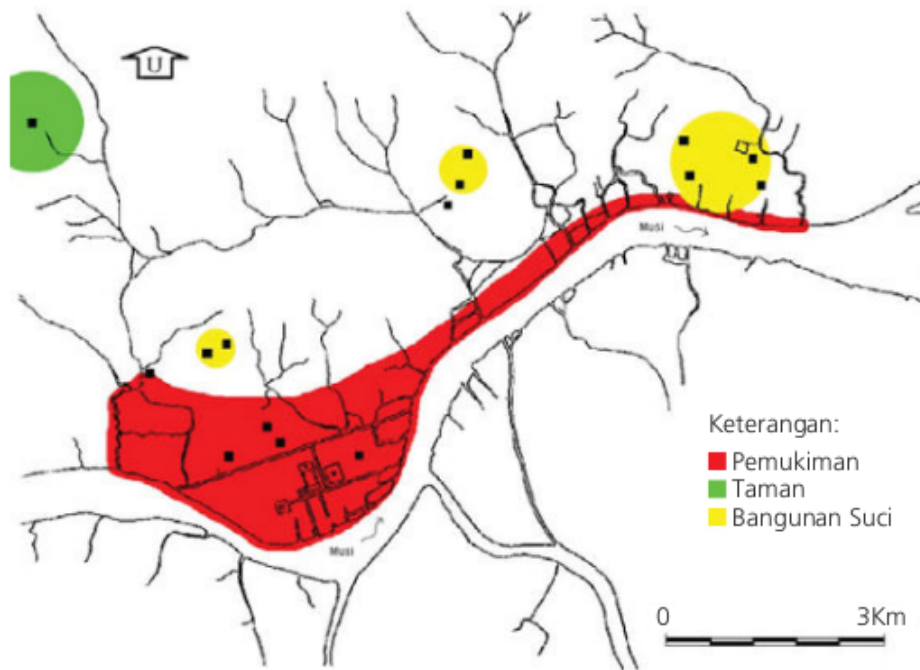 U
Musi
Musi
Keterangan:
Pemukiman
Taman
Bangunan Suci
0 3Km